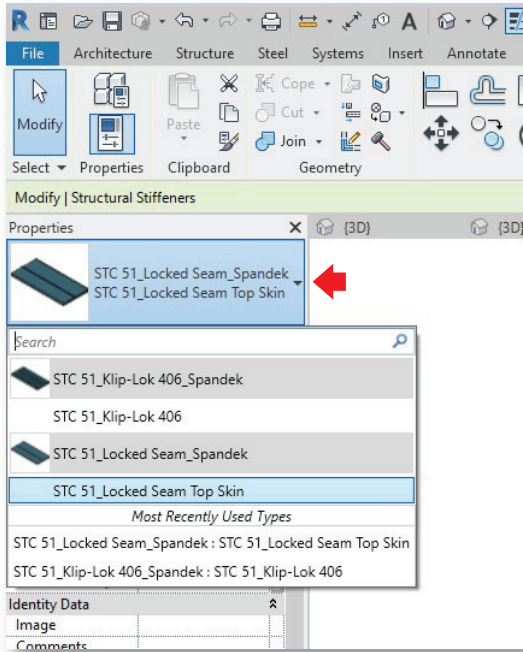 R
A
File Architecture Structure Steel Systems Insert Annotate
Modify
Paste
Cope
Cut
Join
Select Properties Clipboard Geometry
Modify | Structural Stiffeners
Properties
{3D} {3D}
STC 51_Locked Seam_Spandek
STC 51_Locked Seam Top Skin
Search
STC 51_Klip-Lok 406_Spandek
STC 51_Klip-Lok 406
STC 51_Locked Seam_Spandek
STC 51_Locked Seam Top Skin
Most Recently Used Types
STC 51_Locked Seam_Spandek : STC 51_Locked Seam Top Skin
STC 51_Klip-Lok 406_Spandek : STC 51_Klip-Lok 406
Identity Data
Image
Comments